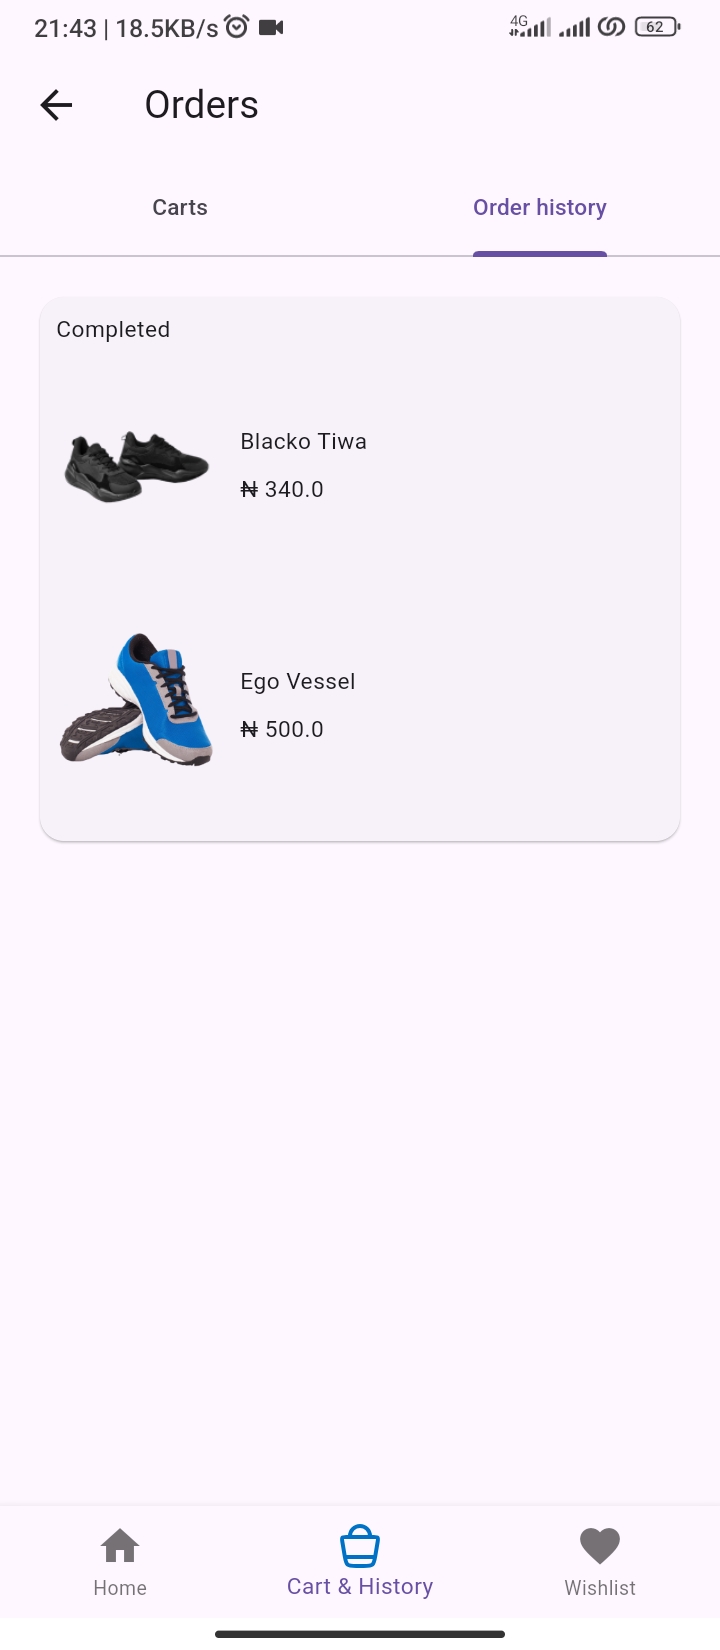 21:43 | 18.5KB/s 4G 62
Orders
Carts Order history
Completed
Blacko Tiwa
₦ 340.0
Ego Vessel
₦ 500.0
Home Cart & History Wishlist